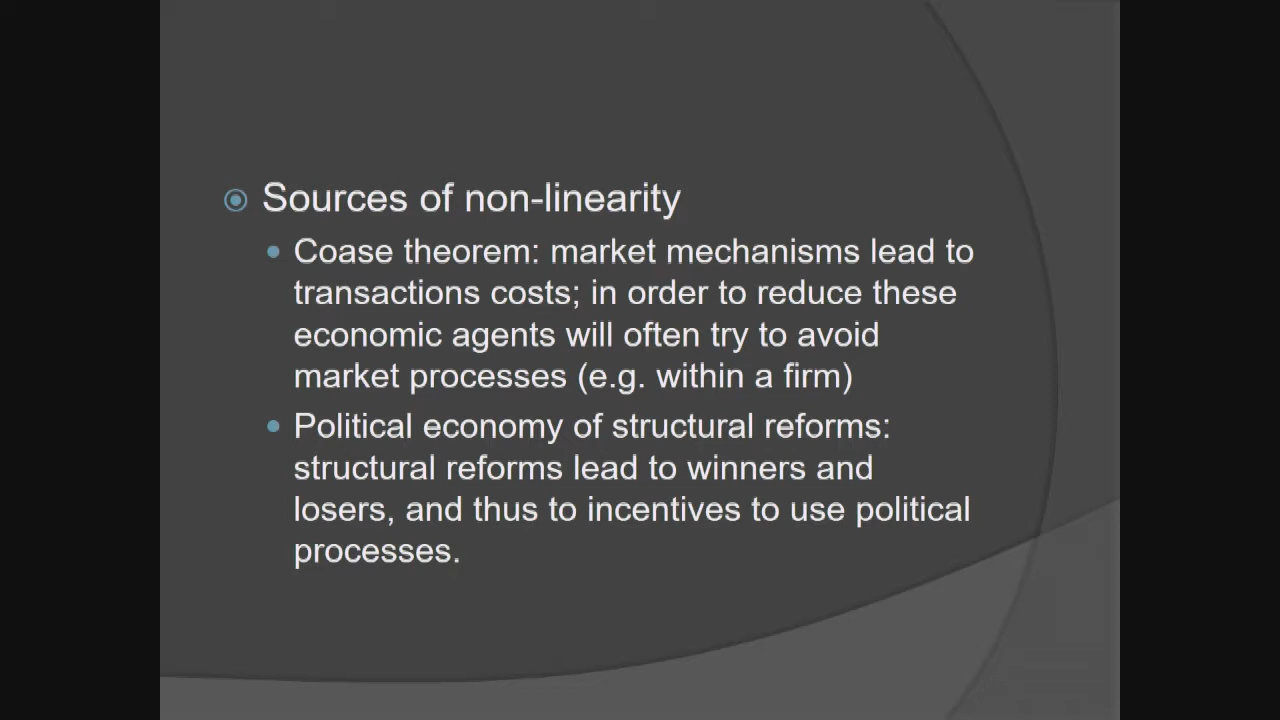 Sources of non-linearity
Coase theorem: market mechanisms lead to
transactions costs; in order to reduce these
economic agents will often try to avoid
market processes (e.g. within a firm)
Political economy of structural reforms:
structural reforms lead to winners and
losers, and thus to incentives to use political
processes.